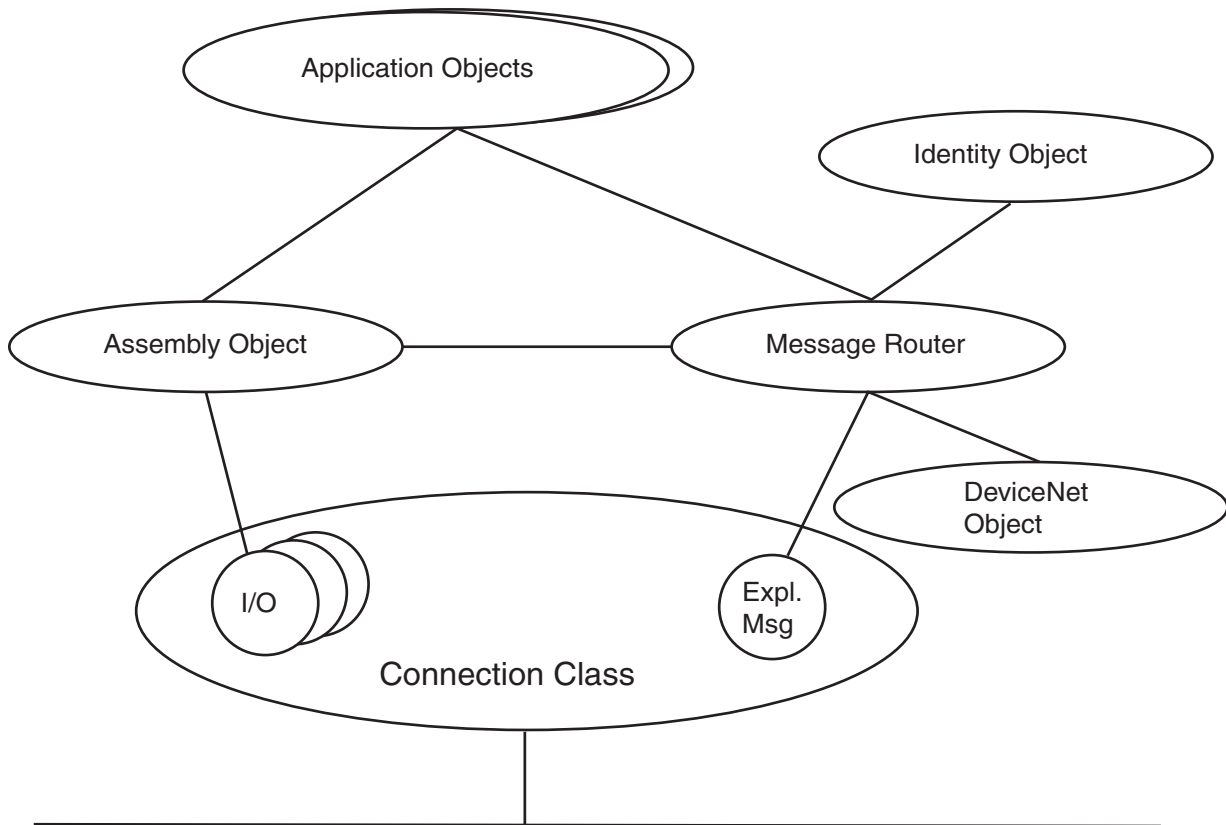 Application Objects
Identity Object
Assembly Object
Message Router
DeviceNet
Object
I/O
Expl.
Msg
Connection Class